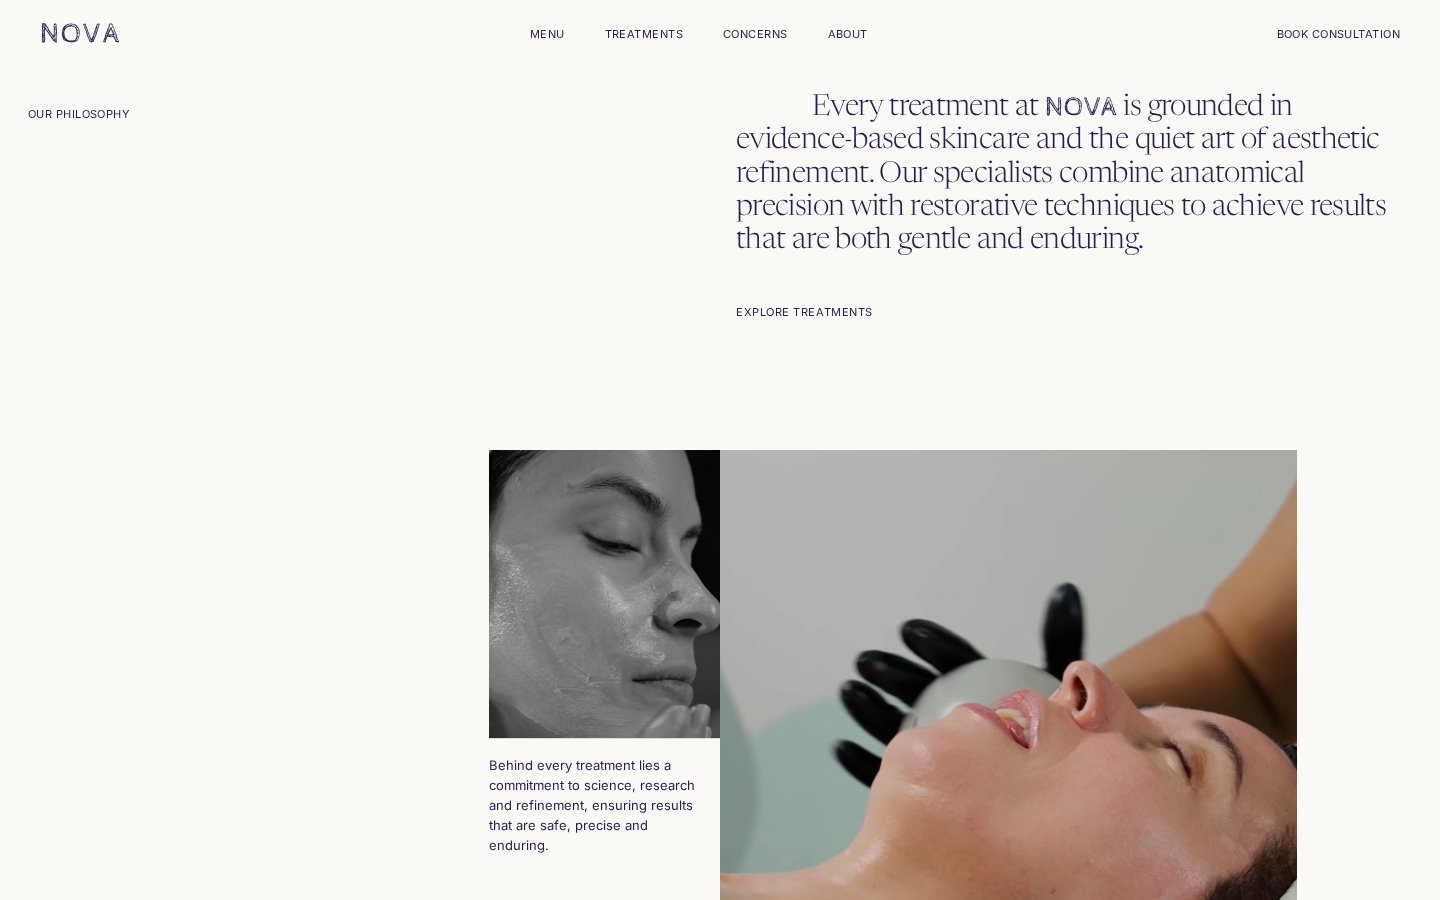 NOVA
MENU
TREATMENTS
CONCERNS
ABOUT
BOOK CONSULTATION
OUR PHILOSOPHY
Every treatment at NOVA is grounded in
evidence-based skincare and the quiet art of aesthetic
refinement. Our specialists combine anatomical
precision with restorative techniques to achieve results
that are both gentle and enduring.
EXPLORE TREATMENTS
Behind every treatment lies a
commitment to science, research
and refinement, ensuring results
that are safe, precise and
enduring.